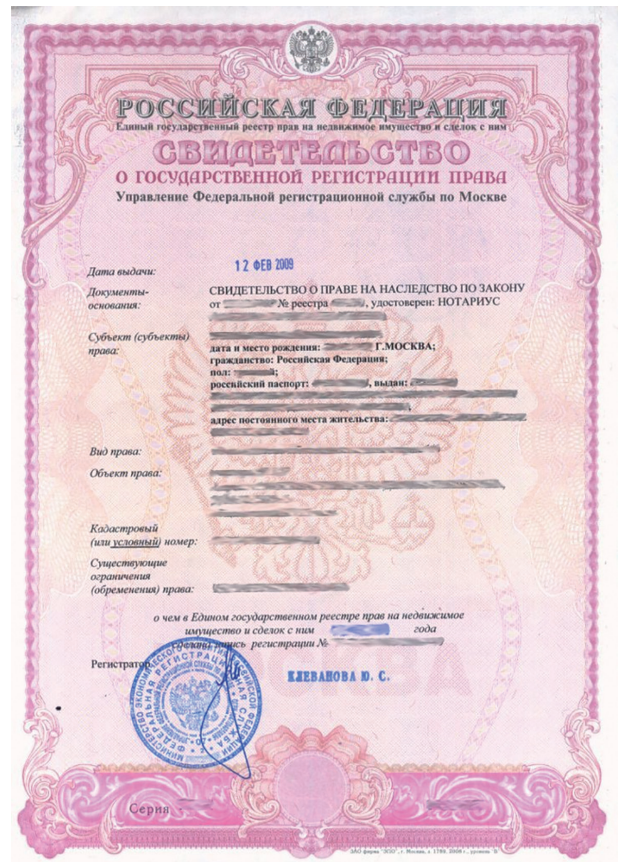 РОССИЙСКАЯ ФЕДЕРАЦИЯ
Единый государственный реестр прав на недвижимое имущество и сделок с ним
СВИДЕТЕЛЬСТВО
О ГОСУДАРСТВЕННОЙ РЕГИСТРАЦИИ ПРАВА
Управление Федеральной регистрационной службы по Москве
Дата выдачи: 12 ФЕВ 2009
Документы- СВИДЕТЕЛЬСТВО О ПРАВЕ НА НАСЛЕДСТВО ПО ЗАКОНУ
основания: от № реестра , удостоверен: НОТАРИУС
Субъект (субъекты)
права: дата и место рождения: Г.МОСКВА;
гражданство: Российская Федерация;
пол:
российский паспорт: , выдан:
адрес постоянного места жительства:
Вид права:
Объект права:
Кадастровый
(или условный) номер:
Существующие
ограничения
(обременения) права:
о чем в Едином государственном реестре прав на недвижимое
имущество и сделок с ним года
сделана запись регистрации №
Регистратор
КЛЕВАНОВА Ю. С.
Серия